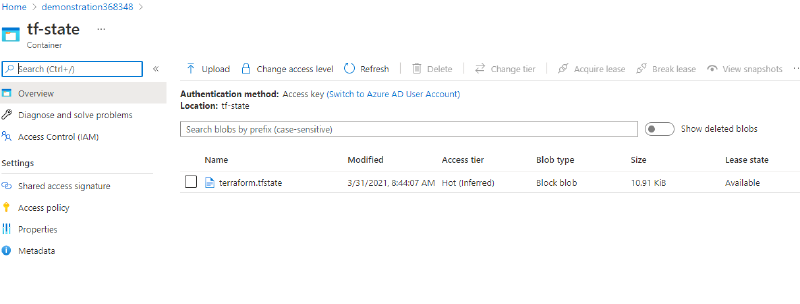 Home > demonstration368348 >
tf-state ...
Container
Search (Ctrl+/) «
Overview
Diagnose and solve problems
Access Control (IAM)
Settings
Shared access signature
Access policy
Properties
Metadata
Upload Change access level Refresh Delete Change tier Acquire lease Break lease View snapshots ...
Authentication method: Access key (Switch to Azure AD User Account)
Location: tf-state
Search blobs by prefix (case-sensitive) Show deleted blobs
Name Modified Access tier Blob type Size Lease state
terraform.tfstate 3/31/2021, 8:44:07 AM Hot (Inferred) Block blob 10.91 KiB Available